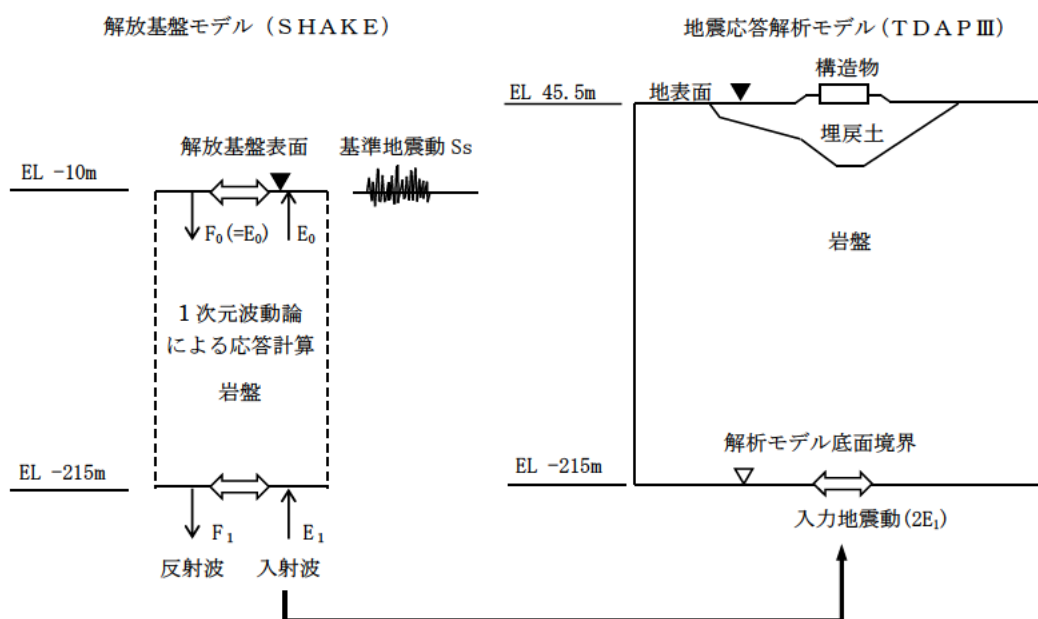 解放基盤モデル（ＳＨＡＫＥ）
地震応答解析モデル(ＴＤＡＰⅢ)
構造物
EL 45.5m
地表面
埋戻土
解放基盤表面
基準地震動 Ss
EL -10m
F₀(=E₀)
E₀
岩盤
１次元波動論
による応答計算
岩盤
解析モデル底面境界
EL -215m
EL -215m
入力地震動(2E₁)
F₁
E₁
反射波
入射波